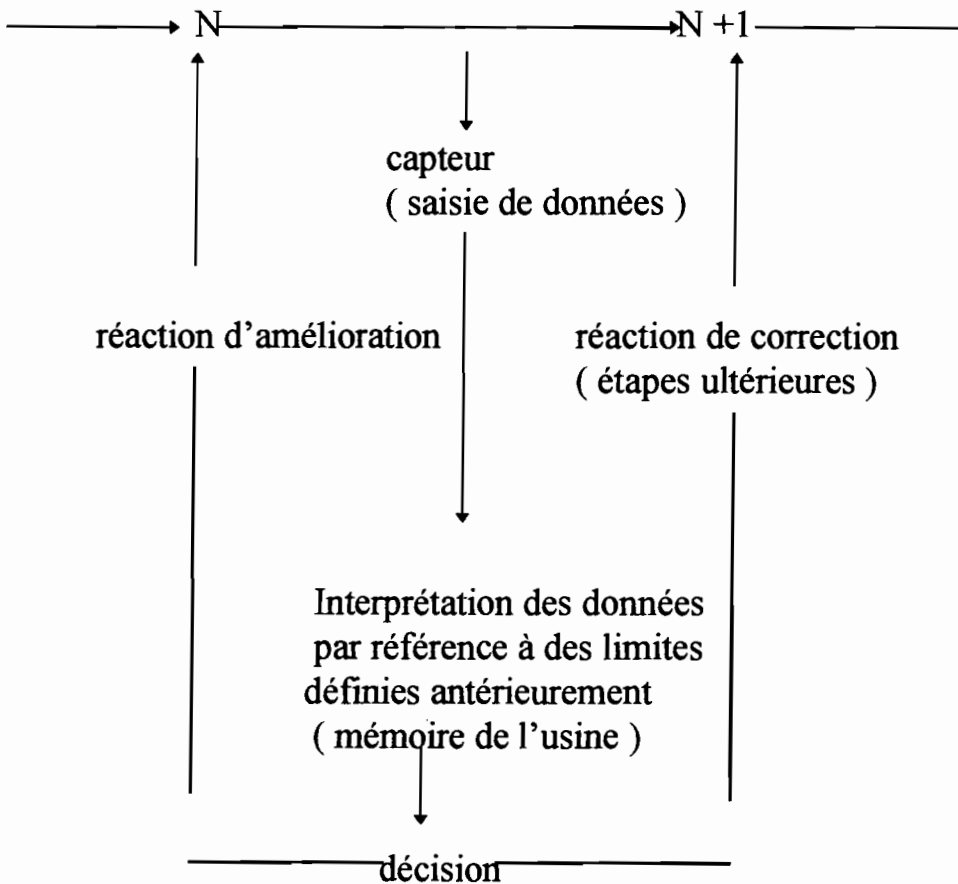 N
N +1
capteur
( saisie de données )
réaction d’amélioration
réaction de correction
( étapes ultérieures )
Interprétation des données
par référence à des limites
définies antérieurement
( mémoire de l’usine )
décision